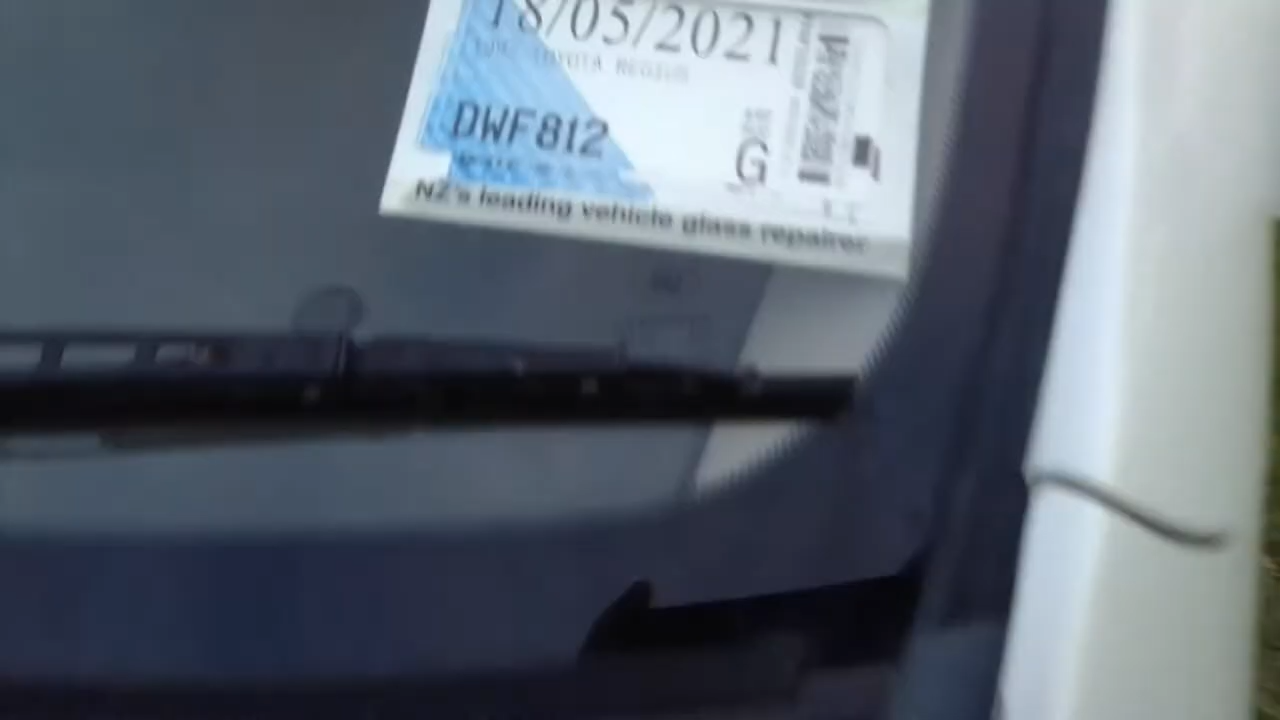 18/05/2021
TOYOTA REGIUS
DWF812
G
NZ's leading vehicle glass repairer